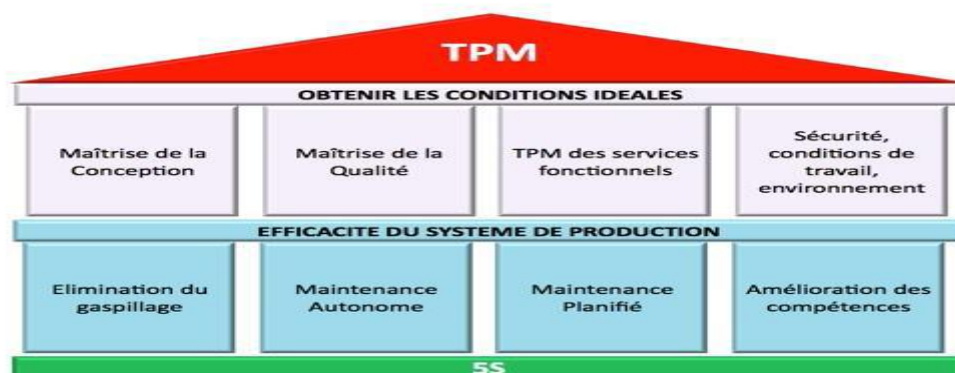 TPM
OBTENIR LES CONDITIONS IDEALES
Maîtrise de la
Conception
Maîtrise de la
Qualité
TPM des services
fonctionnels
Sécurité,
conditions de
travail,
environnement
EFFICACITE DU SYSTEME DE PRODUCTION
Elimination du
gaspillage
Maintenance
Autonome
Maintenance
Planifié
Amélioration des
compétences
5S